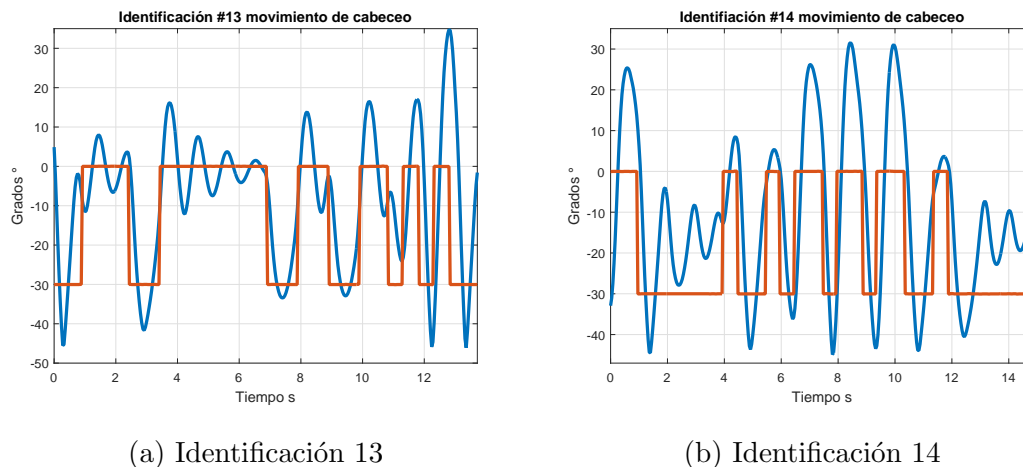 Identificación #13 movimiento de cabeceo
30
20
10
0
-10
-20
-30
-40
-50
Grados °
0 2 4 6 8 10 12
Tiempo s
(a) Identificación 13
Identifiación #14 movimiento de cabeceo
30
20
10
0
-10
-20
-30
-40
Grados °
0 2 4 6 8 10 12 14
Tiempo s
(b) Identificación 14